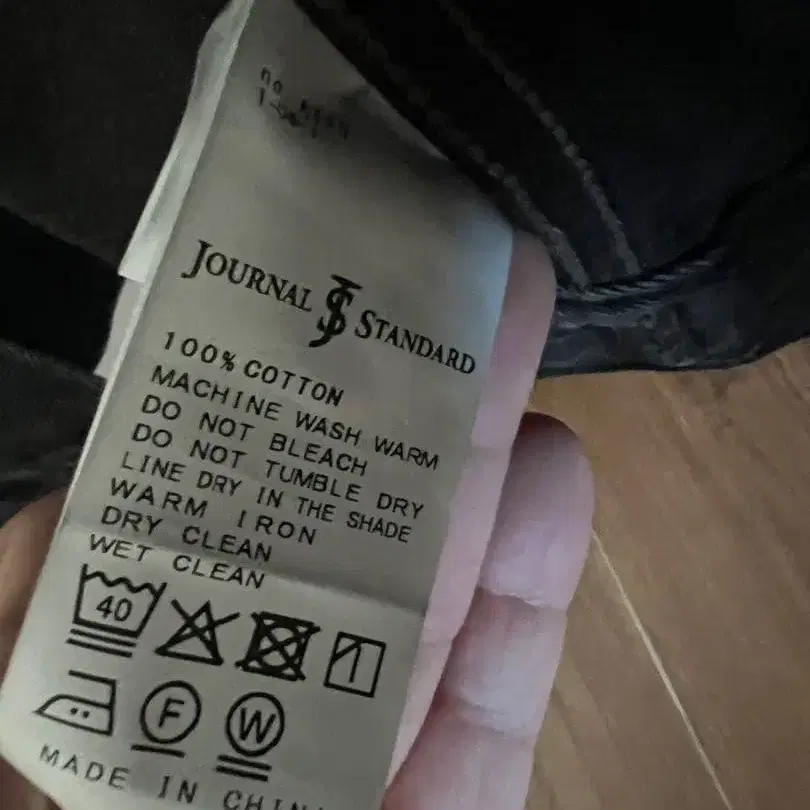 JOURNAL JS STANDARD
100% COTTON
MACHINE WASH WARM
DO NOT BLEACH
DO NOT TUMBLE DRY
LINE DRY IN THE SHADE
WARM IRON
DRY CLEAN
WET CLEAN
40
F W
MADE IN